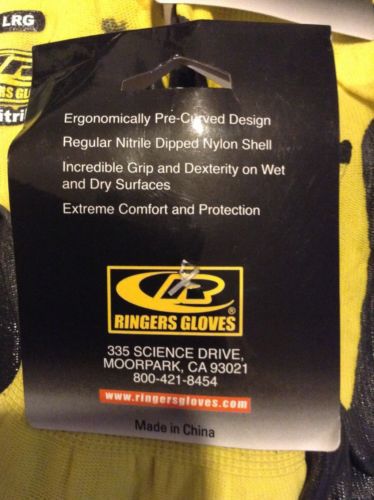 LRG
RS GLOVES
Ergonomically Pre-Curved Design
Regular Nitrile Dipped Nylon Shell
Incredible Grip and Dexterity on Wet
and Dry Surfaces
Extreme Comfort and Protection
RINGERS GLOVES®
335 SCIENCE DRIVE,
MOORPARK, CA 93021
800-421-8454
www.ringersgloves.com
Made in China